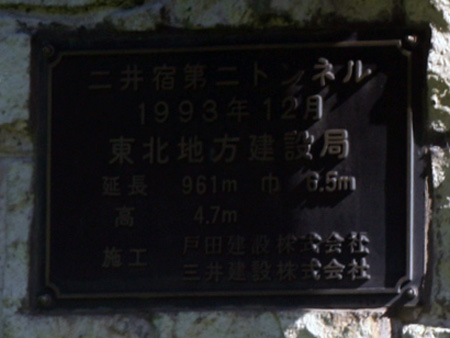 二井宿第二トンネル
1993年12月
東北地方建設局
延長 961m 巾 6.5m
高 4.7m
施工 戸田建設株式会社
三井建設株式会社